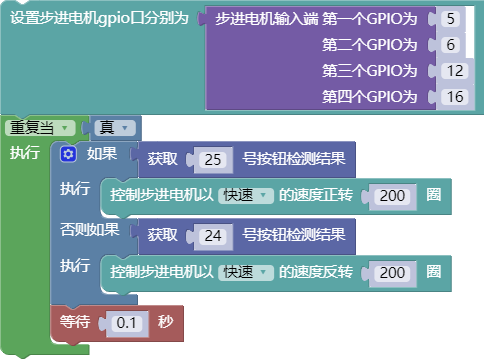 设置步进电机gpio口分别为 步进电机输入端 第一个GPIO为 5
第二个GPIO为 6
第三个GPIO为 12
第四个GPIO为 16
重复当 真
执行 如果 获取 25 号按钮检测结果
执行 控制步进电机以 快速 的速度正转 200 圈
否则如果 获取 24 号按钮检测结果
执行 控制步进电机以 快速 的速度反转 200 圈
等待 0.1 秒